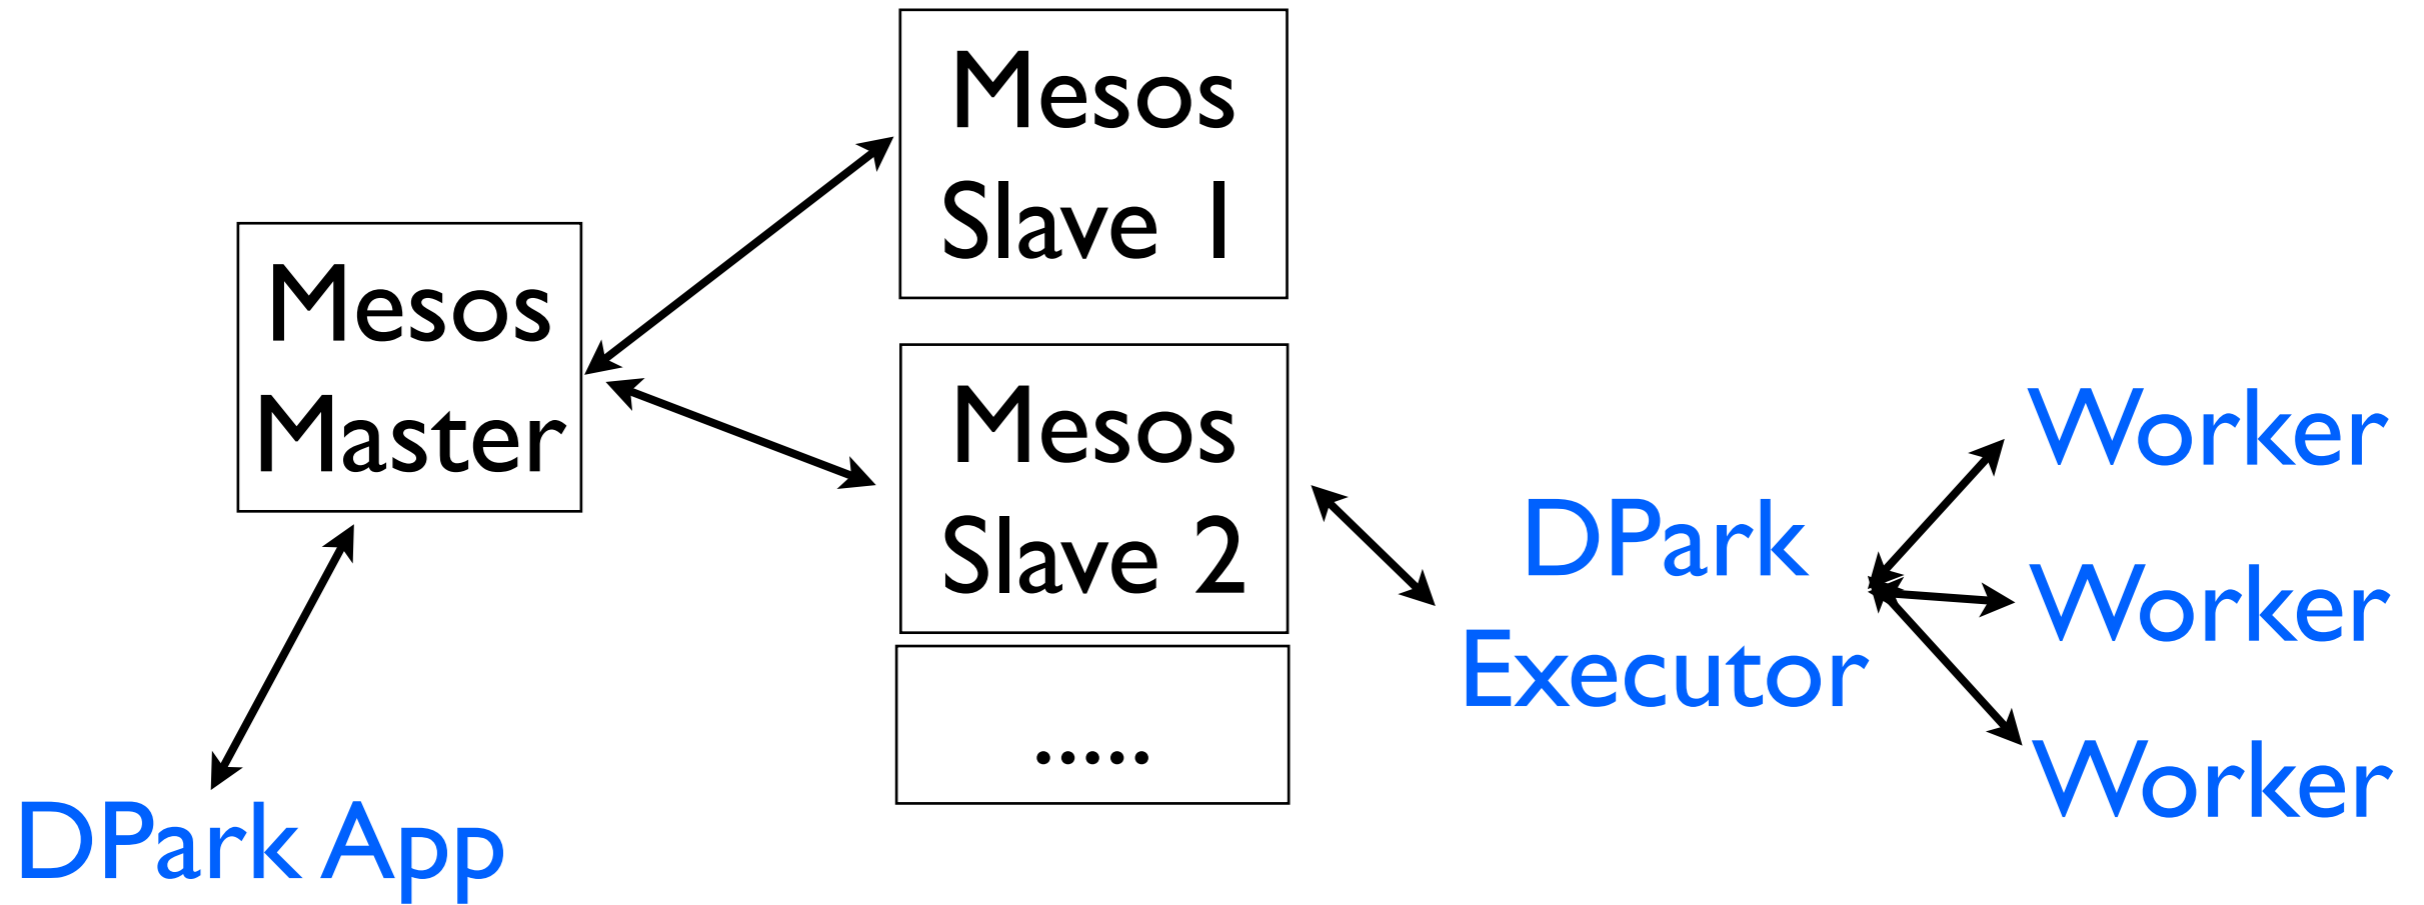 Mesos
Slave 1
Mesos
Master
Mesos
Slave 2
.....
DPark
Executor
Worker
Worker
Worker
DPark App